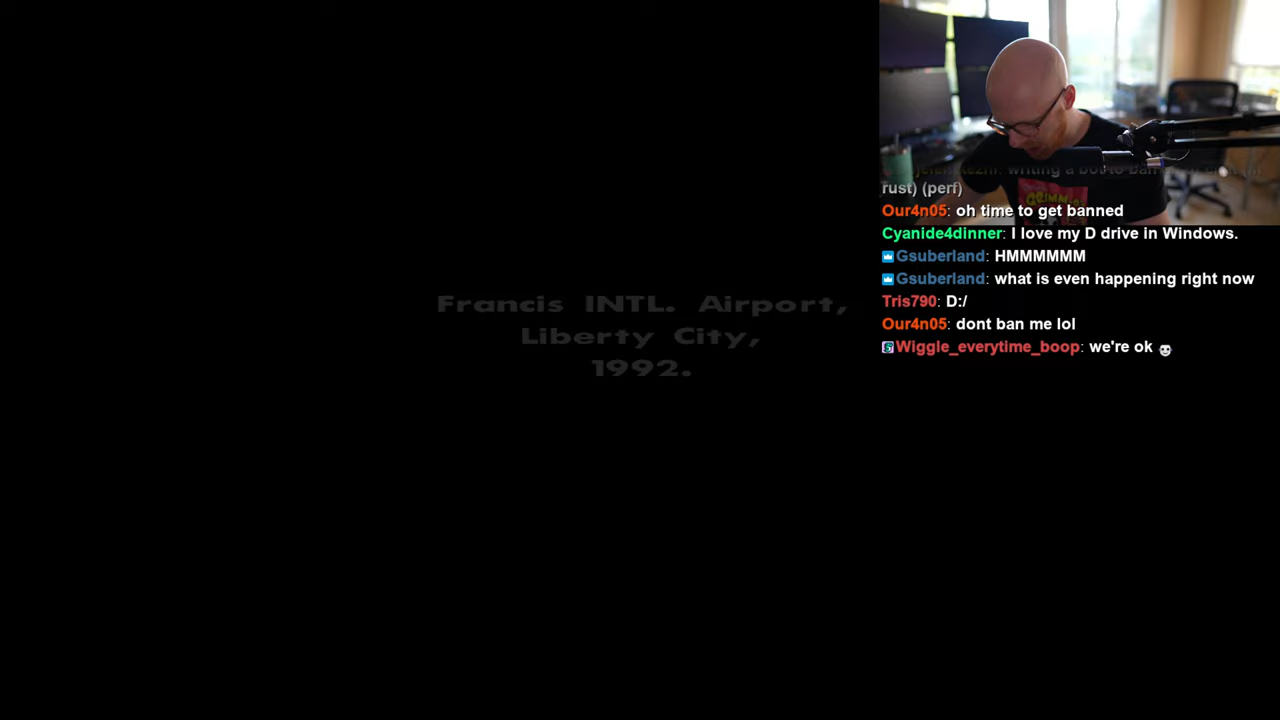 Francis INTL. Airport,
Liberty City,
1992.
rust) (perf)
Our4n05: oh time to get banned
Cyanide4dinner: I love my D drive in Windows.
Gsuberland: HMMMMMM
Gsuberland: what is even happening right now
Tris790: D:/
Our4n05: dont ban me lol
Wiggle_everytime_boop: we're ok